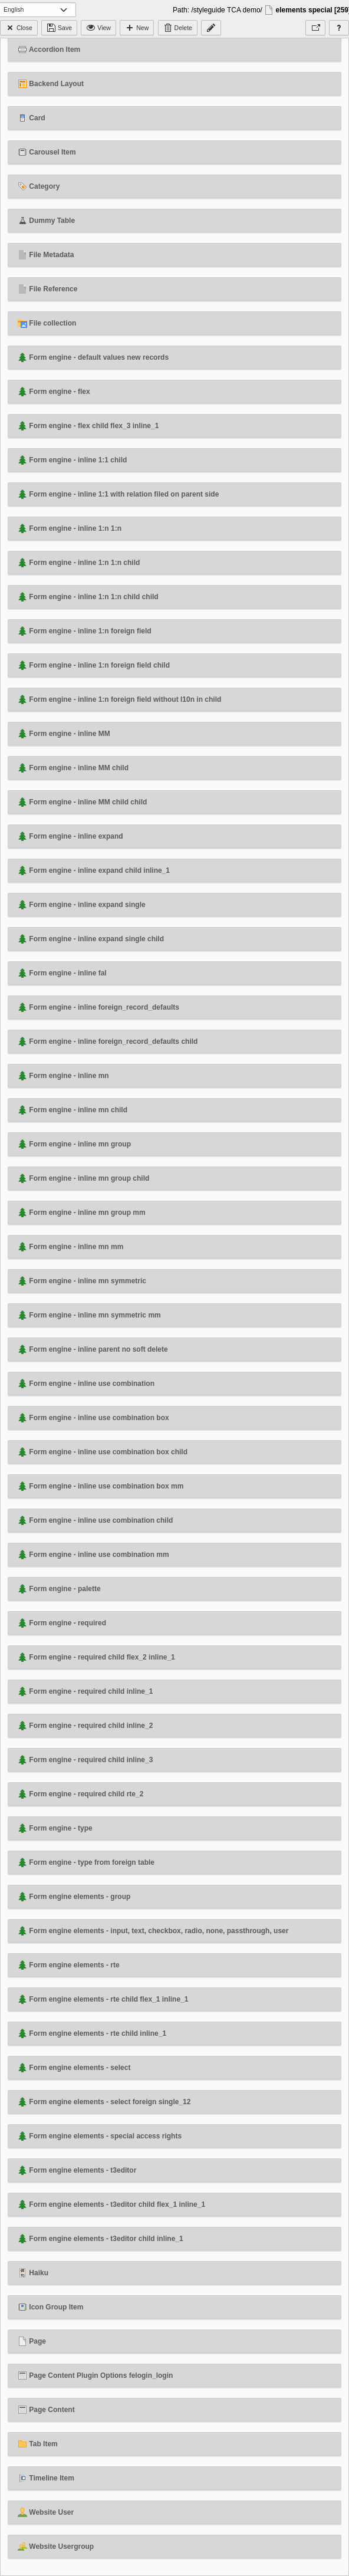 English
Path: /styleguide TCA demo/ elements special [259
Close Save View New Delete ?
Accordion Item
Backend Layout
Card
Carousel Item
Category
Dummy Table
File Metadata
File Reference
File collection
Form engine - default values new records
Form engine - flex
Form engine - flex child flex_3 inline_1
Form engine - inline 1:1 child
Form engine - inline 1:1 with relation filed on parent side
Form engine - inline 1:n 1:n
Form engine - inline 1:n 1:n child
Form engine - inline 1:n 1:n child child
Form engine - inline 1:n foreign field
Form engine - inline 1:n foreign field child
Form engine - inline 1:n foreign field without l10n in child
Form engine - inline MM
Form engine - inline MM child
Form engine - inline MM child child
Form engine - inline expand
Form engine - inline expand child inline_1
Form engine - inline expand single
Form engine - inline expand single child
Form engine - inline fal
Form engine - inline foreign_record_defaults
Form engine - inline foreign_record_defaults child
Form engine - inline mn
Form engine - inline mn child
Form engine - inline mn group
Form engine - inline mn group child
Form engine - inline mn group mm
Form engine - inline mn mm
Form engine - inline mn symmetric
Form engine - inline mn symmetric mm
Form engine - inline parent no soft delete
Form engine - inline use combination
Form engine - inline use combination box
Form engine - inline use combination box child
Form engine - inline use combination box mm
Form engine - inline use combination child
Form engine - inline use combination mm
Form engine - palette
Form engine - required
Form engine - required child flex_2 inline_1
Form engine - required child inline_1
Form engine - required child inline_2
Form engine - required child inline_3
Form engine - required child rte_2
Form engine - type
Form engine - type from foreign table
Form engine elements - group
Form engine elements - input, text, checkbox, radio, none, passthrough, user
Form engine elements - rte
Form engine elements - rte child flex_1 inline_1
Form engine elements - rte child inline_1
Form engine elements - select
Form engine elements - select foreign single_12
Form engine elements - special access rights
Form engine elements - t3editor
Form engine elements - t3editor child flex_1 inline_1
Form engine elements - t3editor child inline_1
Haiku
Icon Group Item
Page
Page Content Plugin Options felogin_login
Page Content
Tab Item
Timeline Item
Website User
Website Usergroup